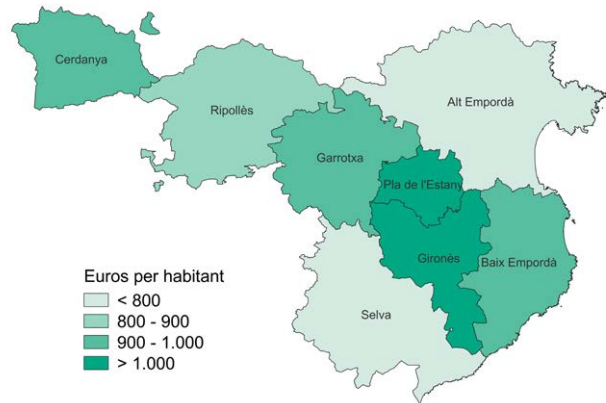 Cerdanya
Ripollès
Alt Empordà
Garrotxa
Pla de l'Estany
Gironès
Baix Empordà
Selva
Euros per habitant
< 800
800 - 900
900 - 1.000
> 1.000